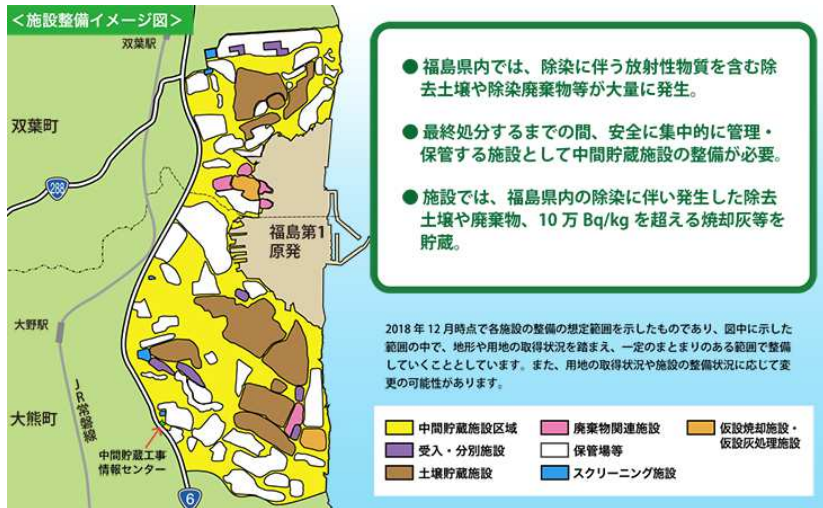 <施設整備イメージ図>
双葉駅
双葉町
288
福島第1
原発
大野駅
JR常磐線
大熊町
中間貯蔵工事
情報センター
6
● 福島県内では、除染に伴う放射性物質を含む除
去土壌や除染廃棄物等が大量に発生。
● 最終処分するまでの間、安全に集中的に管理・
保管する施設として中間貯蔵施設の整備が必要。
● 施設では、福島県内の除染に伴い発生した除去
土壌や廃棄物、10 万 Bq/kg を超える焼却灰等を
貯蔵。
2018 年 12 月時点で各施設の整備の想定範囲を示したものであり、図中に示した
範囲の中で、地形や用地の取得状況を踏まえ、一定のまとまりのある範囲で整備
していくこととしています。また、用地の取得状況や施設の整備状況に応じて変
更の可能性があります。
中間貯蔵施設区域
廃棄物関連施設
仮設焼却施設・
仮設灰処理施設
受入・分別施設
保管場等
土壌貯蔵施設
スクリーニング施設